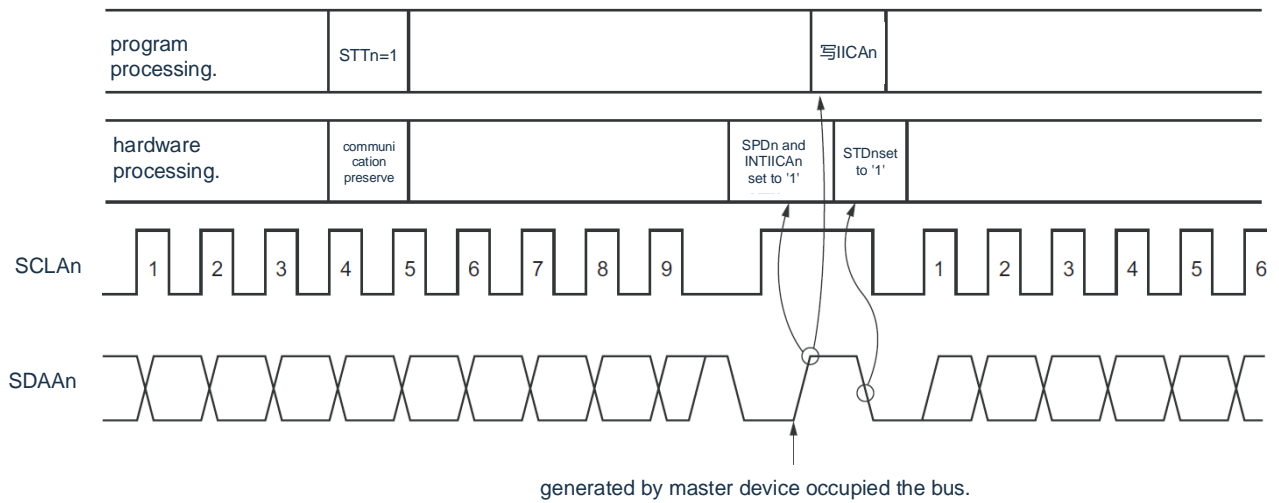 program
processing.
STTn=1
写IICAn
hardware
processing.
communi
cation
preserve
SPDn and
INTIICAn
set to '1'
STDnset
to '1'
SCLAn
1 2 3 4 5 6 7 8 9 1 2 3 4 5 6
SDAAn
generated by master device occupied the bus.